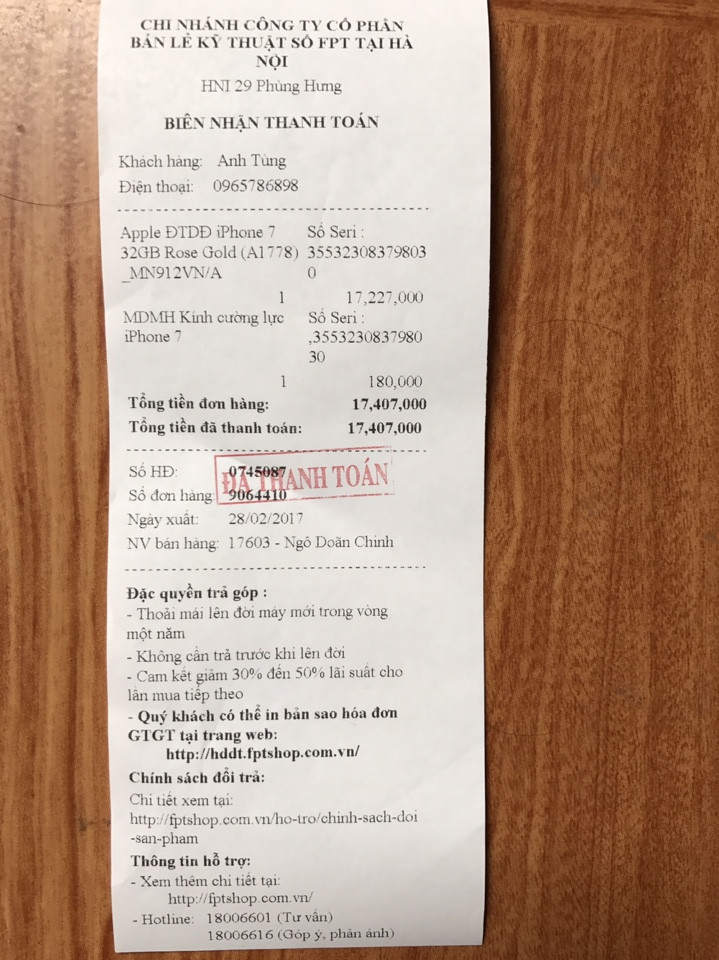 CHI NHÁNH CÔNG TY CỔ PHẦN
BÁN LẺ KỸ THUẬT SỐ FPT TẠI HÀ
NỘI
HNI 29 Phùng Hưng
BIÊN NHẬN THANH TOÁN
Khách hàng: Anh Tùng
Điện thoại: 0965786898
Apple ĐTDĐ iPhone 7 Số Seri :
32GB Rose Gold (A1778) 35532308379803
_MN912VN/A 0
1 17,227,000
MDMH Kính cường lực Số Seri :
iPhone 7 ,3553230837980
30
1 180,000
Tổng tiền đơn hàng: 17,407,000
Tổng tiền đã thanh toán: 17,407,000
Số HĐ: 0745087
ĐÃ THANH TOÁN
Số đơn hàng 9064410
Ngày xuất: 28/02/2017
NV bán hàng: 17603 - Ngô Doãn Chinh
Đặc quyền trả góp :
- Thoải mái lên đời máy mới trong vòng
một năm
- Không cần trả trước khi lên đời
- Cam kết giảm 30% đến 50% lãi suất cho
lần mua tiếp theo
- Quý khách có thể in bản sao hóa đơn
GTGT tại trang web:
http://hddt.fptshop.com.vn/
Chính sách đổi trả:
Chi tiết xem tại:
http://fptshop.com.vn/ho-tro/chinh-sach-doi
-san-pham
Thông tin hỗ trợ:
- Xem thêm chi tiết tại:
http://fptshop.com.vn/
- Hotline: 18006601 (Tư vấn)
18006616 (Góp ý, phản ánh)